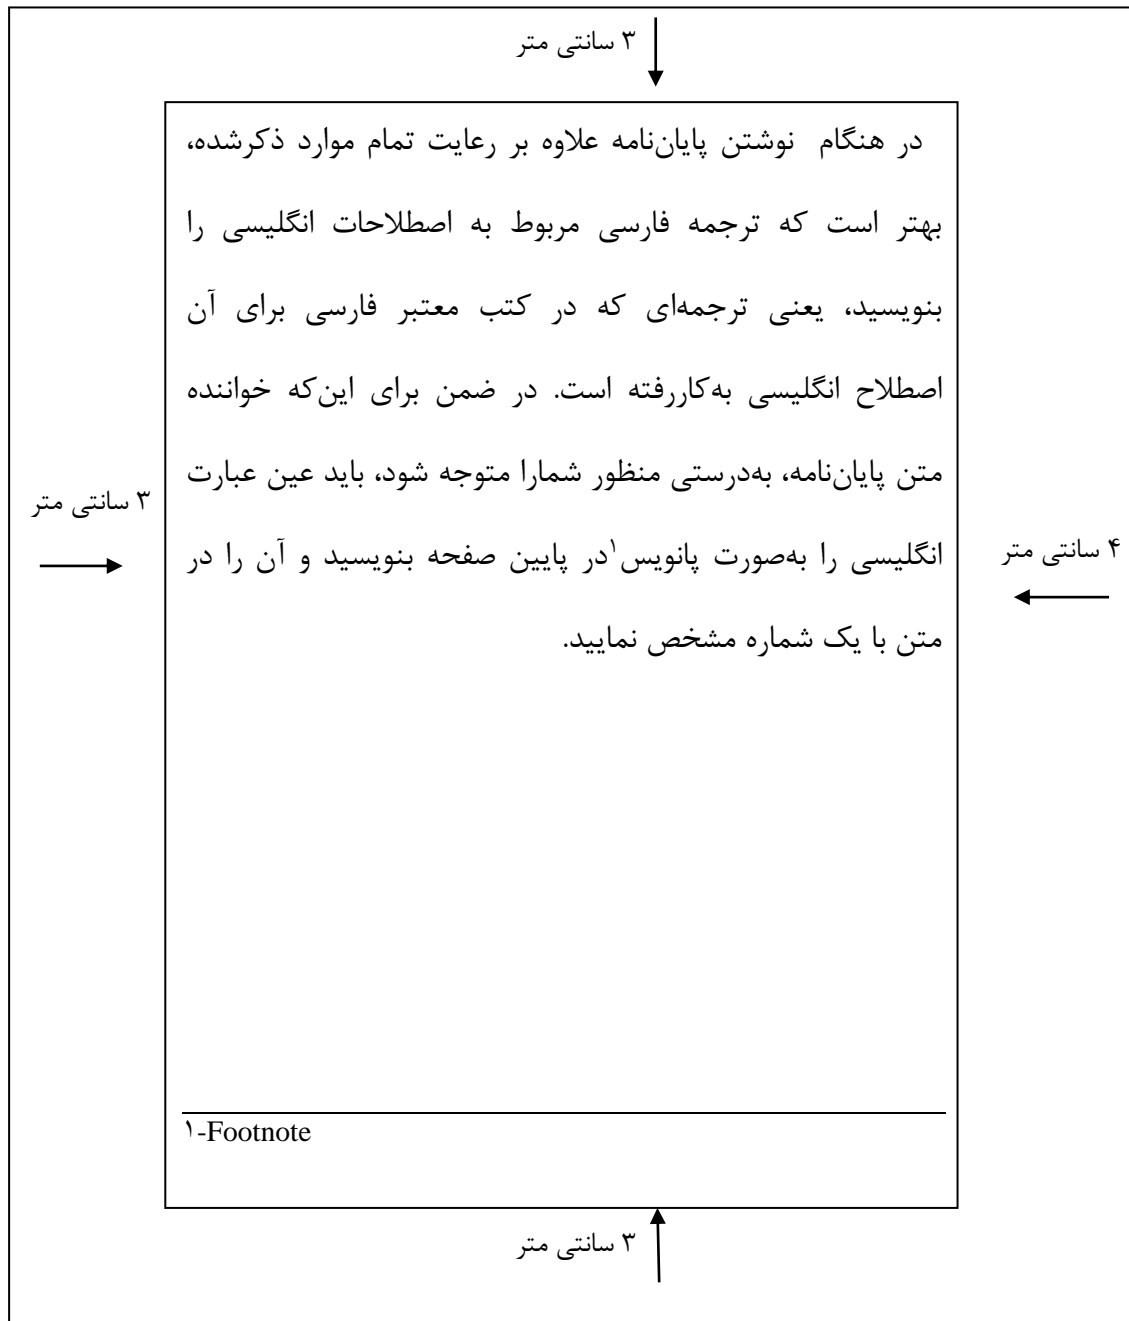 ۳ سانتی متر
در هنگام  نوشتن پایان‌نامه علاوه بر رعایت تمام موارد ذکرشده،
بهتر است که ترجمه فارسی مربوط به اصطلاحات انگلیسی را
بنویسید، یعنی ترجمه‌ای که در کتب معتبر فارسی برای آن
اصطلاح انگلیسی به‌کاررفته است. در ضمن برای این‌که خواننده
متن پایان‌نامه، به‌درستی منظور شمارا متوجه شود، باید عین عبارت
انگلیسی را به‌صورت پانویس۱در پایین صفحه بنویسید و آن را در
متن با یک شماره مشخص نمایید.
۴ سانتی متر
۳ سانتی متر
۱-Footnote
۳ سانتی متر